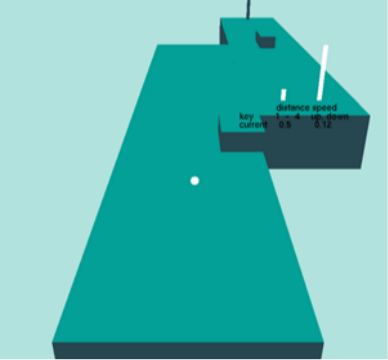 distance speed
key 1 - 4 up, down
current 0.5 0.12